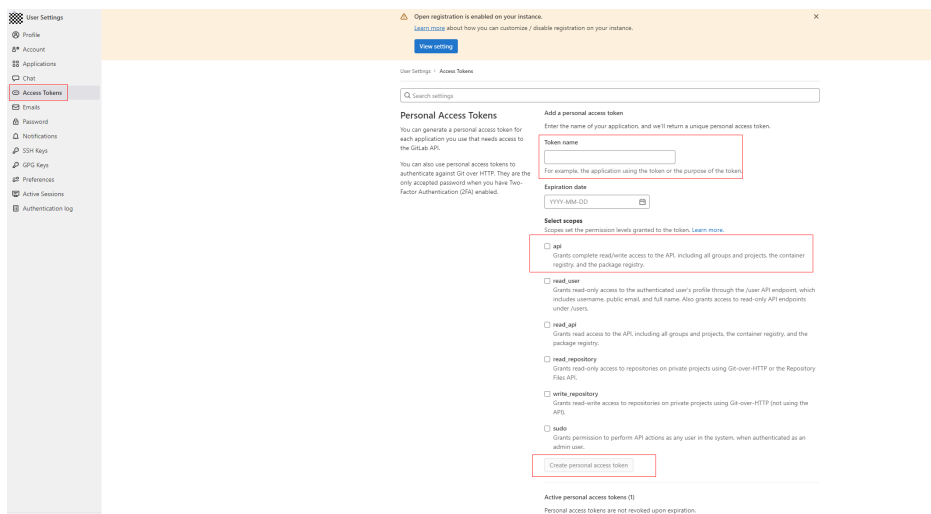 User Settings
Profile
Account
Applications
Chat
Access Tokens
Emails
Password
Notifications
SSH Keys
GPG Keys
Preferences
Active Sessions
Authentication log
Open registration is enabled on your instance.
Learn more about how you can customize / disable registration on your instance.
View setting
User Settings › Access Tokens
Search settings
Personal Access Tokens
You can generate a personal access token for
each application you use that needs access to
the GitLab API.
You can also use personal access tokens to
authenticate against Git over HTTP. They are the
only accepted password when you have Two-
Factor Authentication (2FA) enabled.
Add a personal access token
Enter the name of your application, and we'll return a unique personal access token.
Token name
For example, the application using the token or the purpose of the token.
Expiration date
YYYY-MM-DD
Select scopes
Scopes set the permission levels granted to the token. Learn more.
api
Grants complete read/write access to the API, including all groups and projects, the container
registry, and the package registry.
read_user
Grants read-only access to the authenticated user's profile through the /user API endpoint, which
includes username, public email, and full name. Also grants access to read-only API endpoints
under /users.
read_api
Grants read access to the API, including all groups and projects, the container registry, and the
package registry.
read_repository
Grants read-only access to repositories on private projects using Git-over-HTTP or the Repository
Files API.
write_repository
Grants read-write access to repositories on private projects using Git-over-HTTP (not using the
API).
sudo
Grants permission to perform API actions as any user in the system, when authenticated as an
admin user.
Create personal access token
Active personal access tokens (1)
Personal access tokens are not revoked upon expiration.